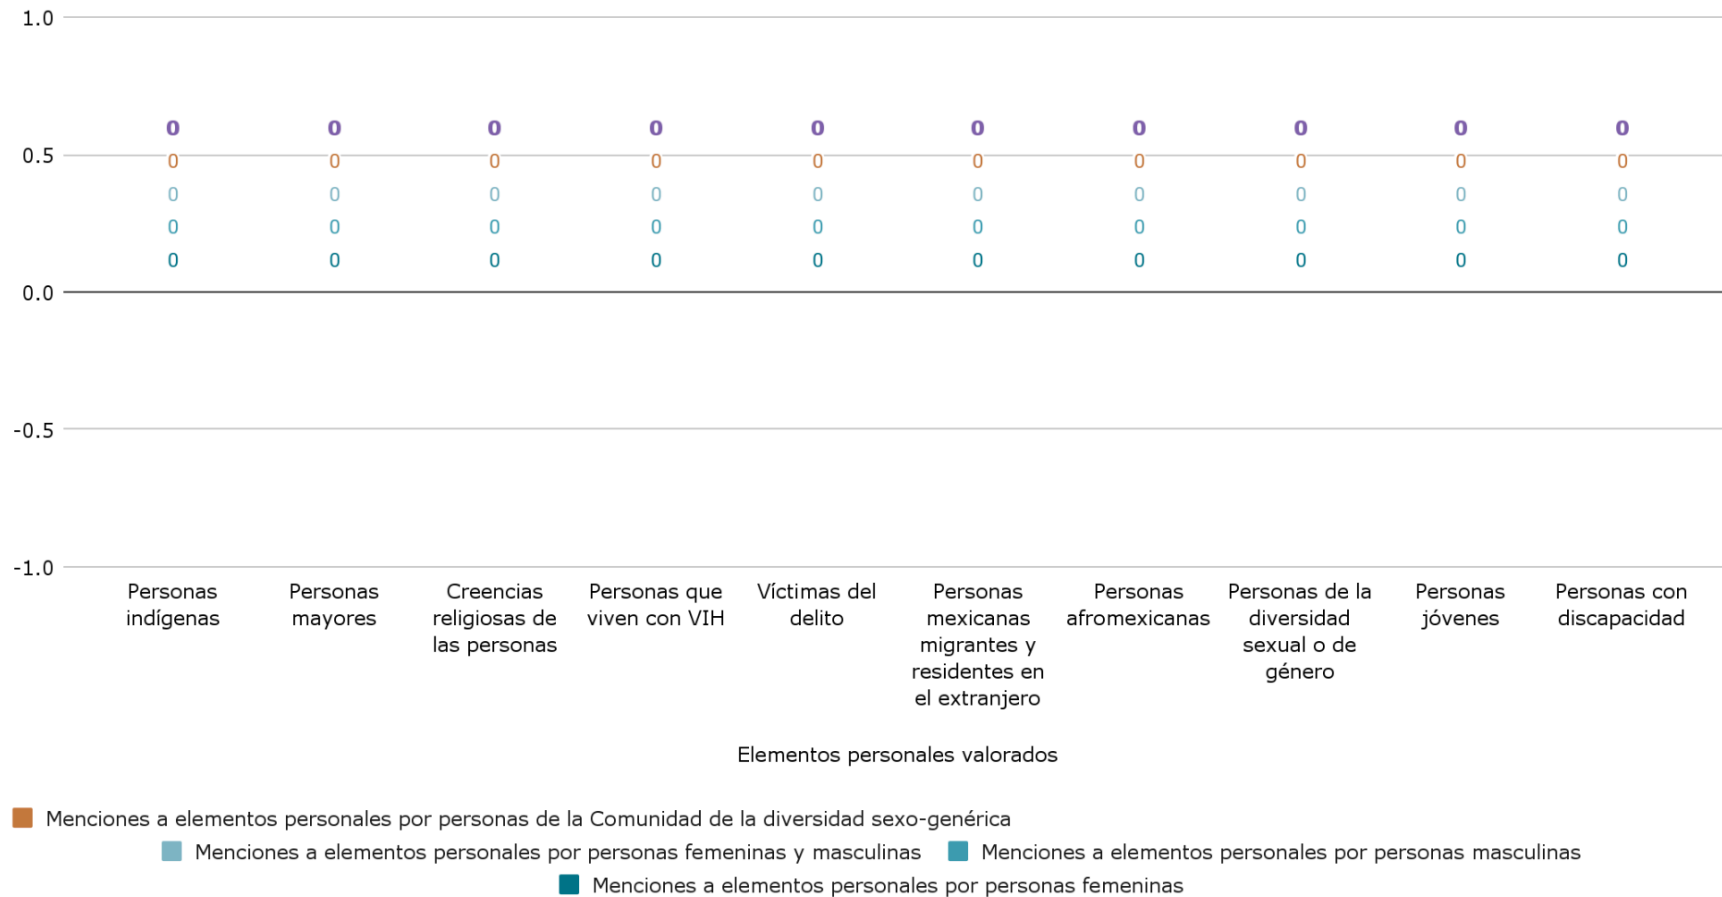 1.0
0 0 0 0 0 0 0 0 0 0
0.5
0 0 0 0 0 0 0 0 0 0
0 0 0 0 0 0 0 0 0 0
0 0 0 0 0 0 0 0 0 0
0 0 0 0 0 0 0 0 0 0
0.0
-0.5
-1.0
Personas
indígenas
Personas
mayores
Creencias
religiosas de
las personas
Personas que
viven con VIH
Víctimas del
delito
Personas
mexicanas
migrantes y
residentes en
el extranjero
Personas
afromexicanas
Personas de la
diversidad
sexual o de
género
Personas
jóvenes
Personas con
discapacidad
Elementos personales valorados
Menciones a elementos personales por personas de la Comunidad de la diversidad sexo-genérica
Menciones a elementos personales por personas femeninas y masculinas
Menciones a elementos personales por personas masculinas
Menciones a elementos personales por personas femeninas